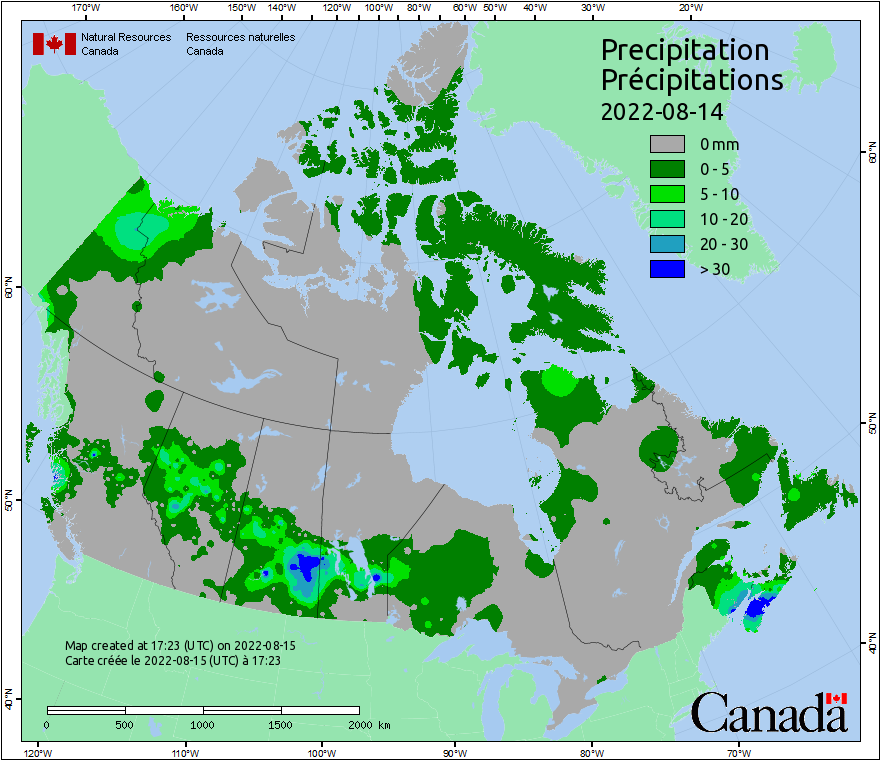 170°W 160°W 150°W 140°W 130°W 120°W 110°W 100°W 90°W 80°W 60°W 50°W 40°W 30°W 20°W
Natural Resources Canada
Ressources naturelles Canada
Precipitation
Précipitations
2022-08-14
0 mm
0 - 5
5 - 10
10 - 20
20 - 30
> 30
60°N
60°N
50°N
50°N
40°N
40°N
Map created at 17:23 (UTC) on 2022-08-15
Carte créée le 2022-08-15 (UTC) à 17:23
0 500 1000 1500 2000 km
Canada
120°W 110°W 100°W 90°W 80°W 70°W